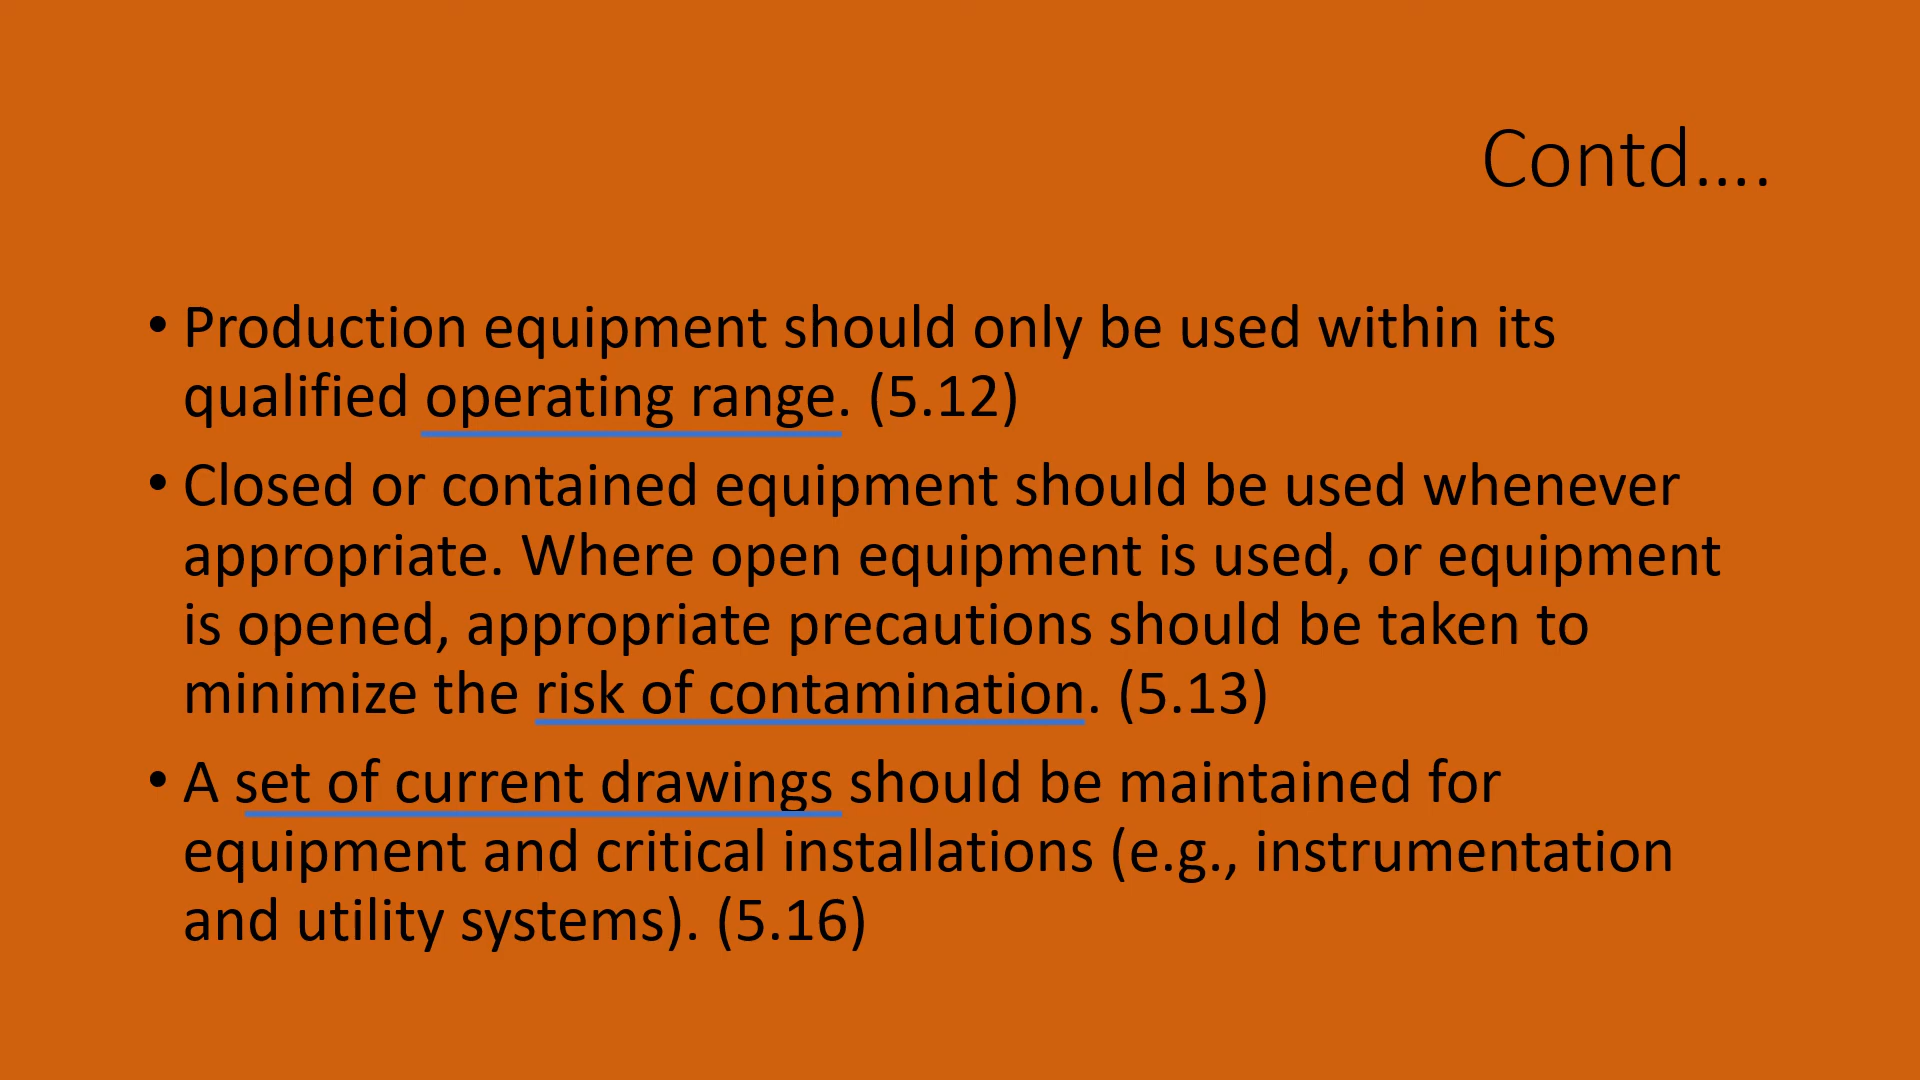 Contd....
• Production equipment should only be used within its
qualified operating range. (5.12)
• Closed or contained equipment should be used whenever
appropriate. Where open equipment is used, or equipment
is opened, appropriate precautions should be taken to
minimize the risk of contamination. (5.13)
• A set of current drawings should be maintained for
equipment and critical installations (e.g., instrumentation
and utility systems). (5.16)